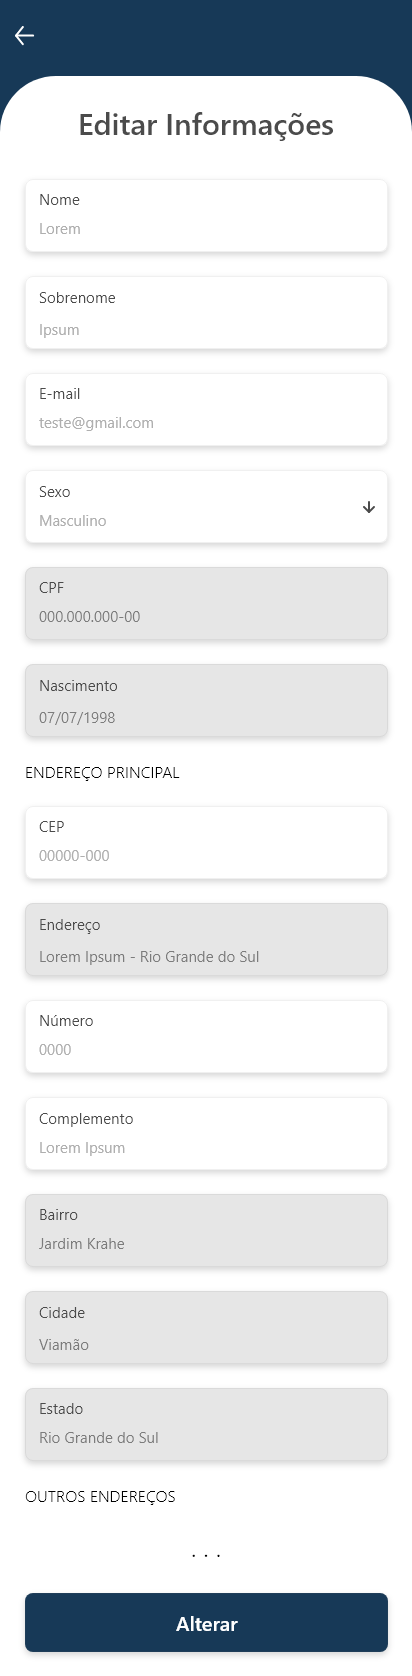 Editar Informações
Nome
Lorem
Sobrenome
Ipsum
E-mail
teste@gmail.com
Sexo
Masculino
CPF
000.000.000-00
Nascimento
07/07/1998
ENDEREÇO PRINCIPAL
CEP
00000-000
Endereço
Lorem Ipsum - Rio Grande do Sul
Número
0000
Complemento
Lorem Ipsum
Bairro
Jardim Krahe
Cidade
Viamão
Estado
Rio Grande do Sul
OUTROS ENDEREÇOS
. . .
Alterar